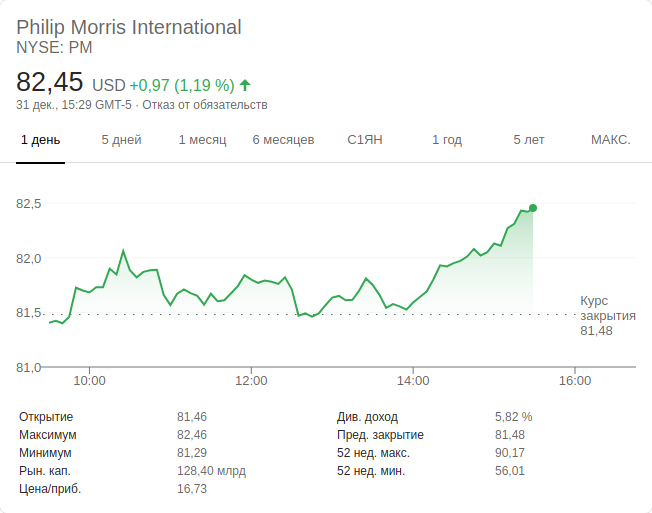 Philip Morris International
NYSE: PM
82,45 USD +0,97 (1,19 %)
31 дек., 15:29 GMT-5 · Отказ от обязательств
1 день 5 дней 1 месяц 6 месяцев С1ЯН 1 год 5 лет МАКС.
82,5
82,0
81,5
81,0
Курс
закрытия
81,48
10:00 12:00 14:00 16:00
Открытие 81,46 Див. доход 5,82 %
Максимум 82,46 Пред. закрытие 81,48
Минимум 81,29 52 нед. макс. 90,17
Рын. кап. 128,40 млрд 52 нед. мин. 56,01
Цена/приб. 16,73